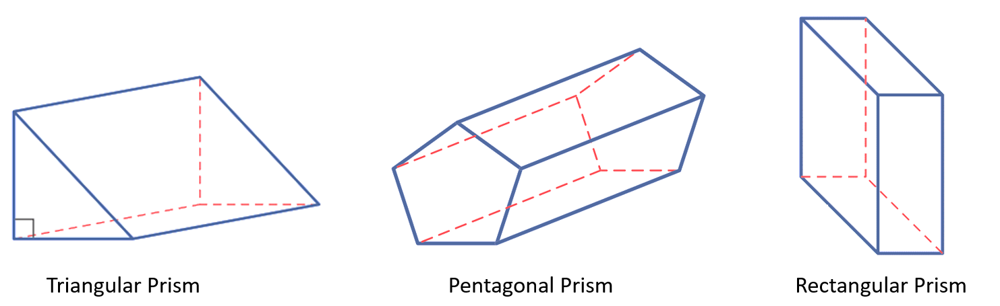 Triangular Prism
Pentagonal Prism
Rectangular Prism